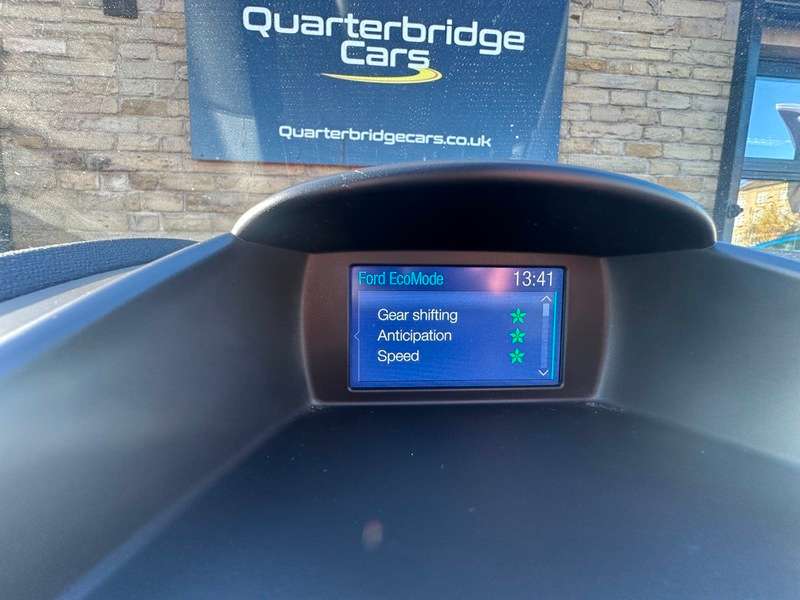 Quarterbridge
Cars
Quarterbridgecars.co.uk
Ford EcoMode 13:41
Gear shifting
Anticipation
Speed